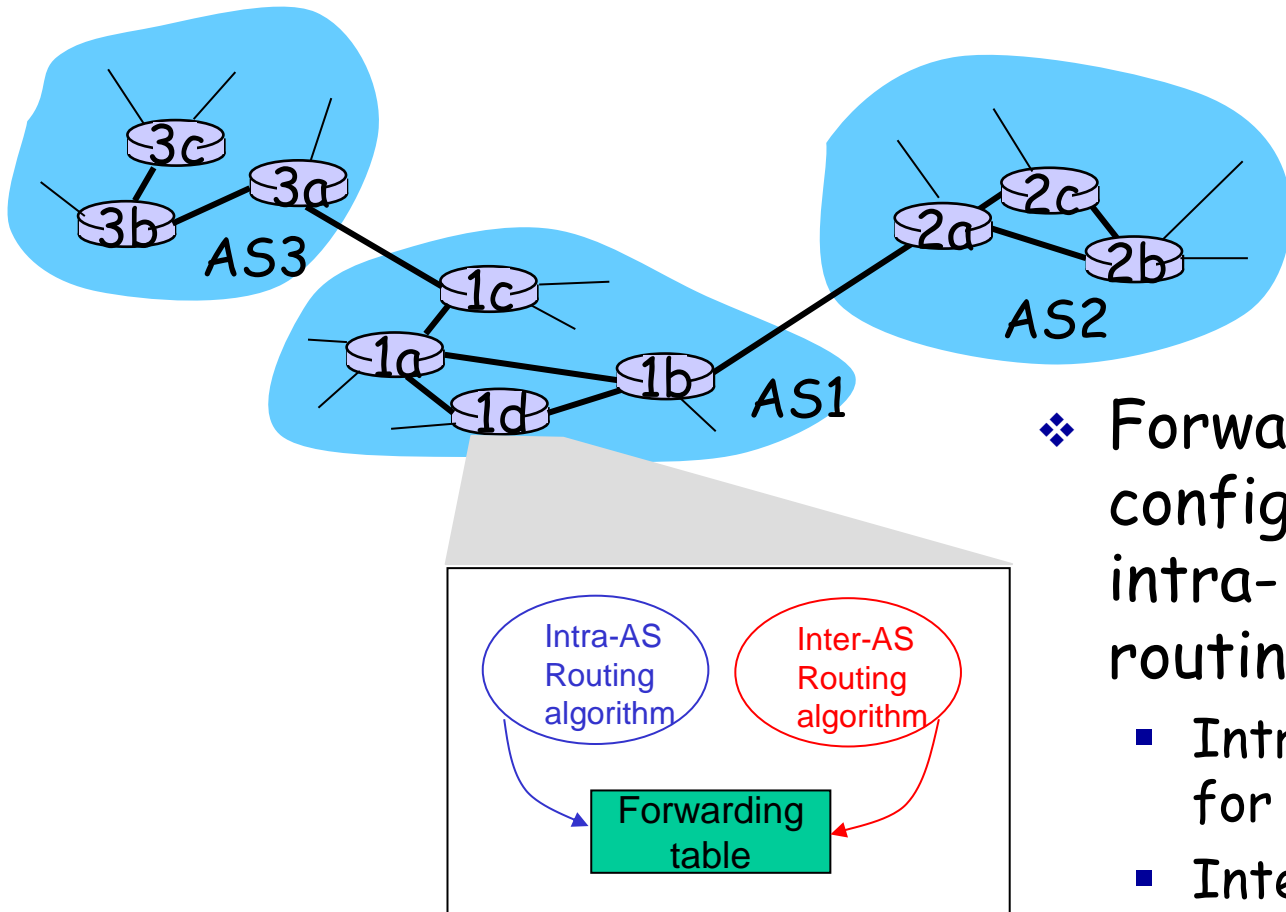 3c
3a
3b
AS3
2c
2a
2b
AS2
1c
1a
1b
1d
AS1
Intra-AS
Routing
algorithm
Inter-AS
Routing
algorithm
Forwarding
table
❖ Forwa
config
intra-
routin
▪ Intr
for
▪ Inte